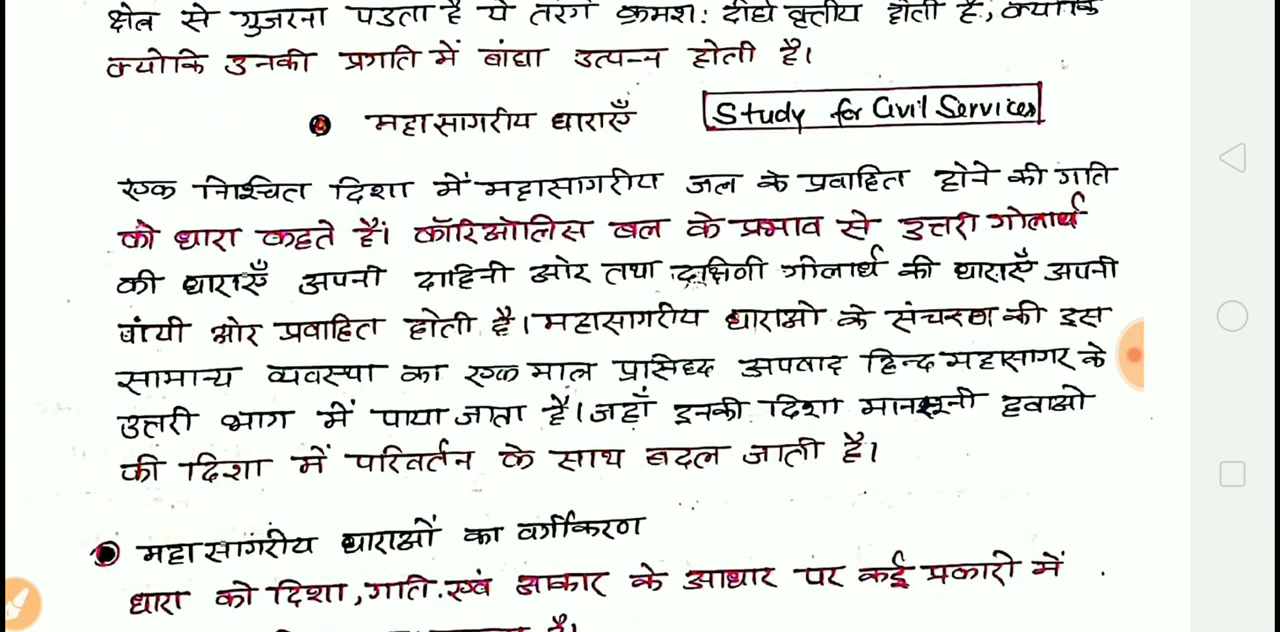 क्षेत्र से गुजरना पडता है ये तरंगे क्रमश: दीर्घ वृत्तीय होती है, क्योकि
क्योकि उनकी प्रगति में बांधा उत्पन्न होती है।
महासागरीय धाराएँ
Study for Civil Services
एक निश्चित दिशा में महासागरीय जल के प्रवाहित होने की गति
को धारा कहते हैं। कॉरिओलिस बल के प्रभाव से उत्तरी गोलार्ध
की धाराएँ अपनी दाहिनी ओर तथा दक्षिणी गोलार्ध की धाराएँ अपनी
बांयी ओर प्रवाहित होती है। महासागरीय धाराओ के संचरण की इस
सामान्य व्यवस्था का एक मात्र प्रसिध्द अपवाद हिन्द महासागर के
उत्तरी भाग में पाया जाता है। जहाँ इनकी दिशा मानसूनी हवाओ
की दिशा में परिवर्तन के साथ बदल जाती है।
महासागरीय धाराओं का वर्गीकरण
धारा को दिशा, गति. एवं आकार के आधार पर कई प्रकारो में .
है।